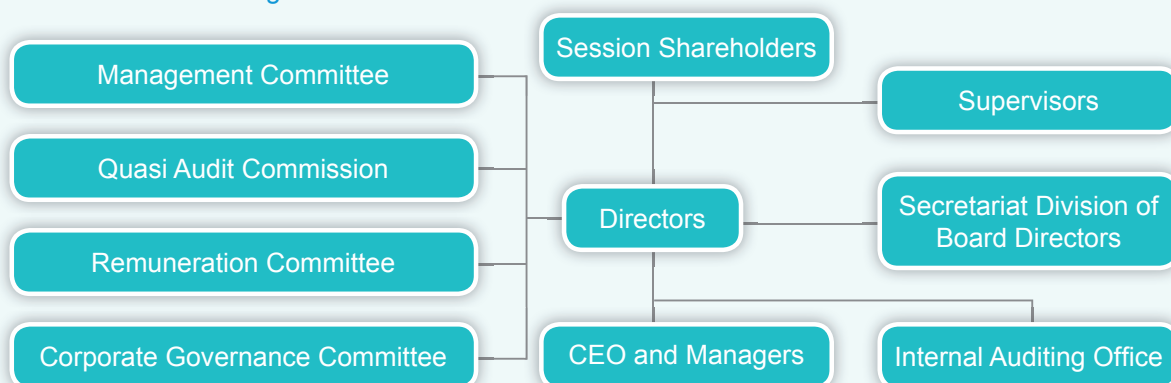 Session Shareholders
Management Committee
Supervisors
Quasi Audit Commission
Directors
Secretariat Division of
Board Directors
Remuneration Committee
Corporate Governance Committee
CEO and Managers
Internal Auditing Office